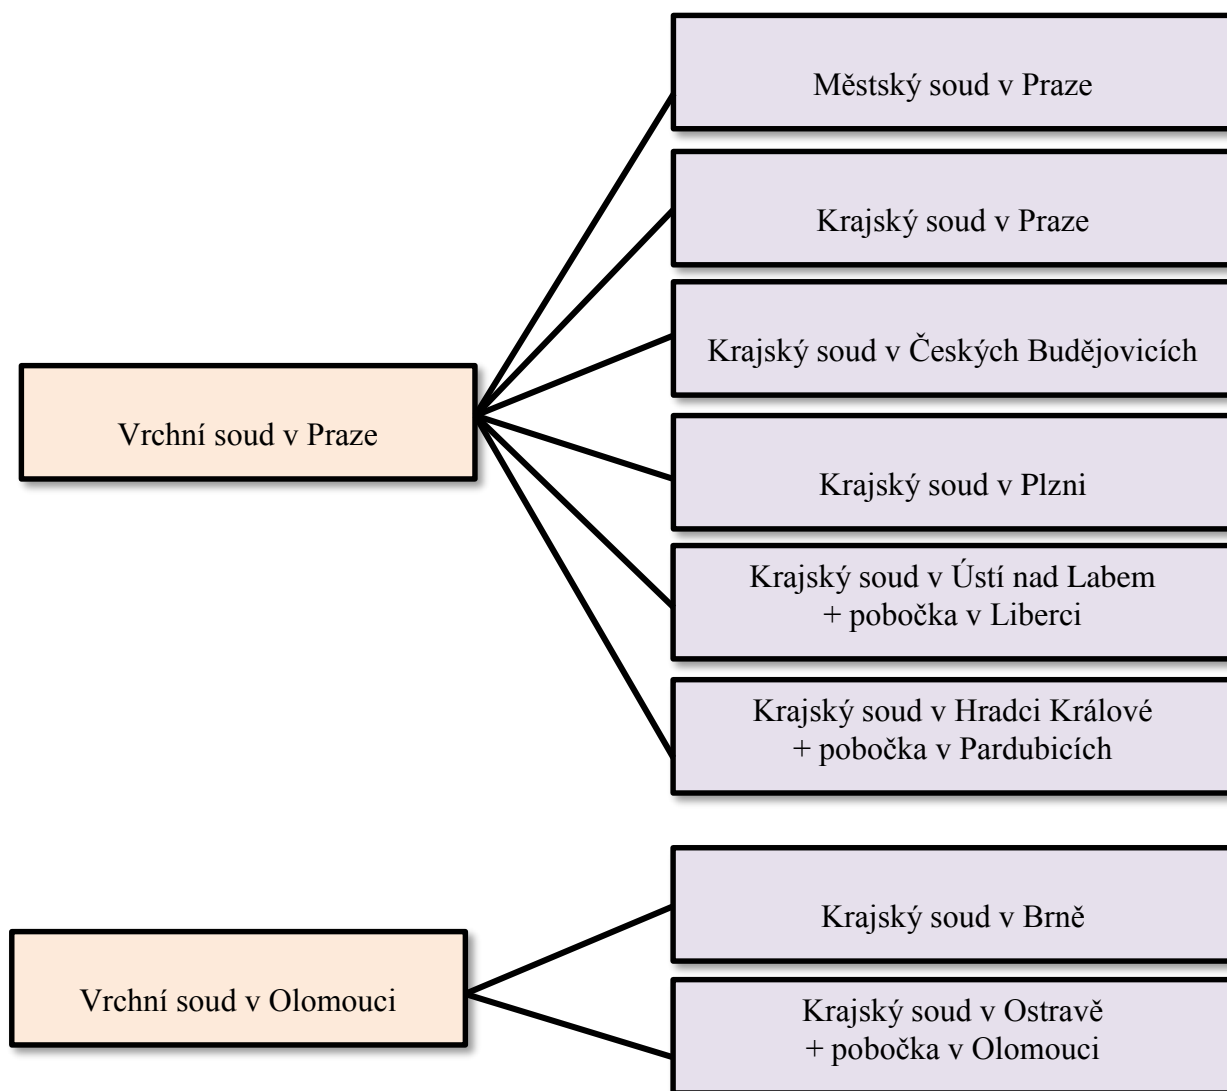 Městský soud v Praze
Krajský soud v Praze
Krajský soud v Českých Budějovicích
Vrchní soud v Praze
Krajský soud v Plzni
Krajský soud v Ústí nad Labem
+ pobočka v Liberci
Krajský soud v Hradci Králové
+ pobočka v Pardubicích
Krajský soud v Brně
Vrchní soud v Olomouci
Krajský soud v Ostravě
+ pobočka v Olomouci